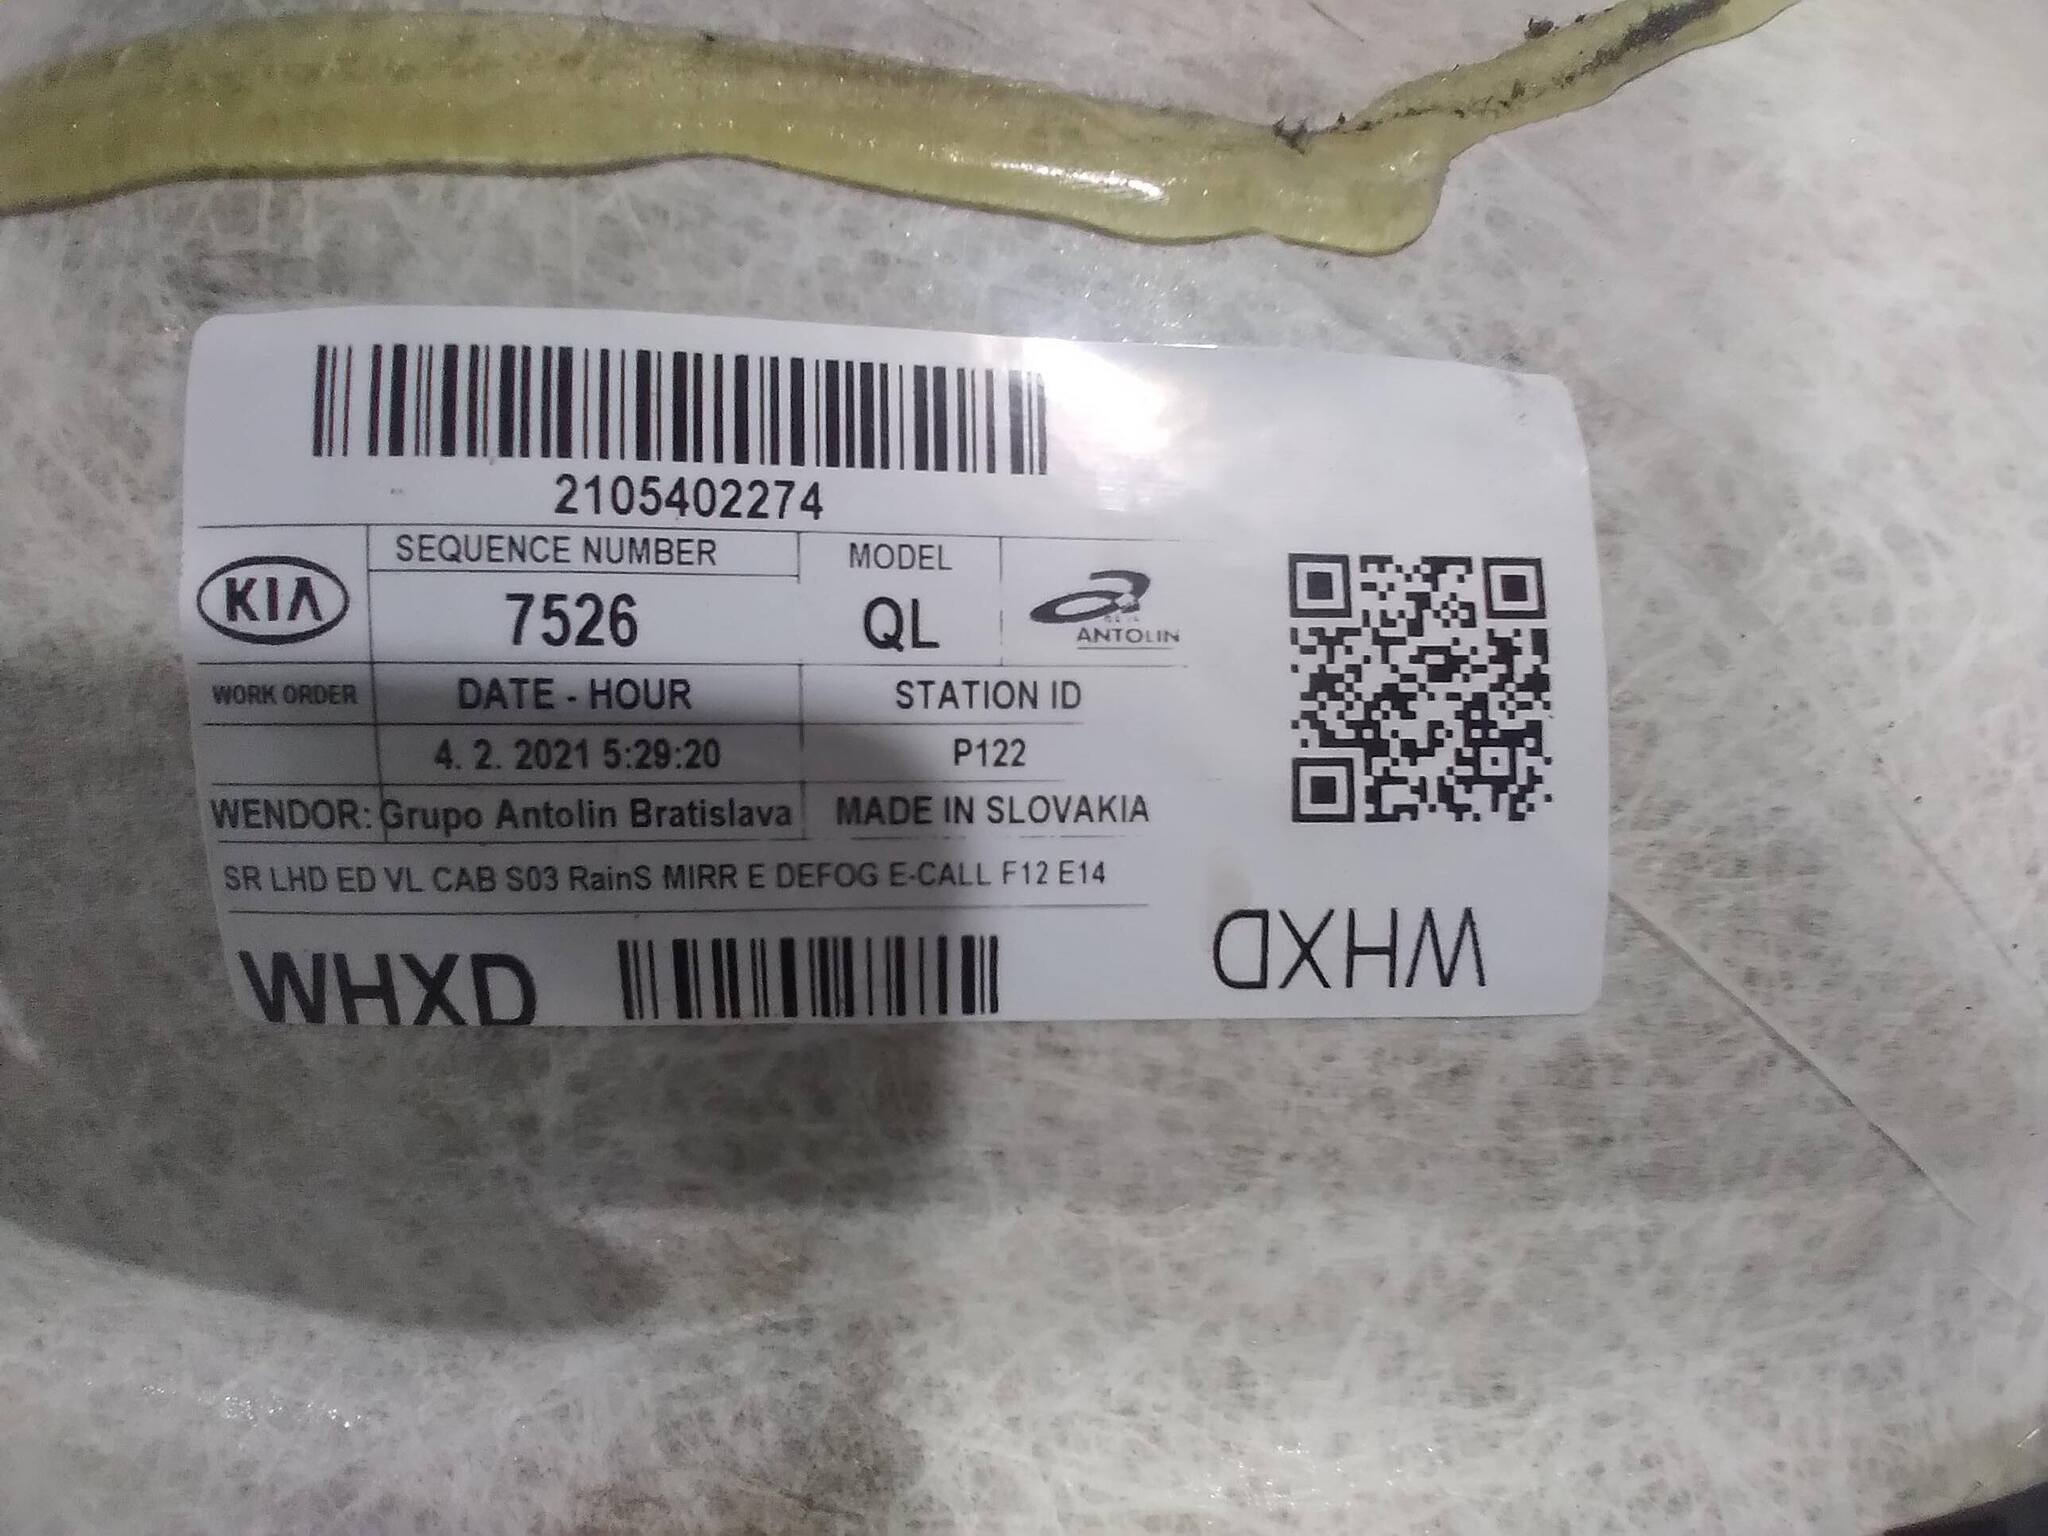 2105402274
KIA
SEQUENCE NUMBER
MODEL
7526
QL
ANTOLIN
WORK ORDER
DATE - HOUR
STATION ID
4. 2. 2021 5:29:20
P122
WENDOR: Grupo Antolin Bratislava
MADE IN SLOVAKIA
SR LHD ED VL CAB S03 RainS MIRR E DEFOG E-CALL F12 E14
WHXD
WHXD